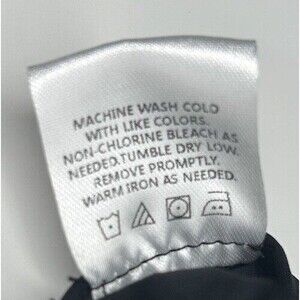 MACHINE WASH COLD
WITH LIKE COLORS.
NON-CHLORINE BLEACH AS
NEEDED.TUMBLE DRY LOW.
REMOVE PROMPTLY.
WARM IRON AS NEEDED.